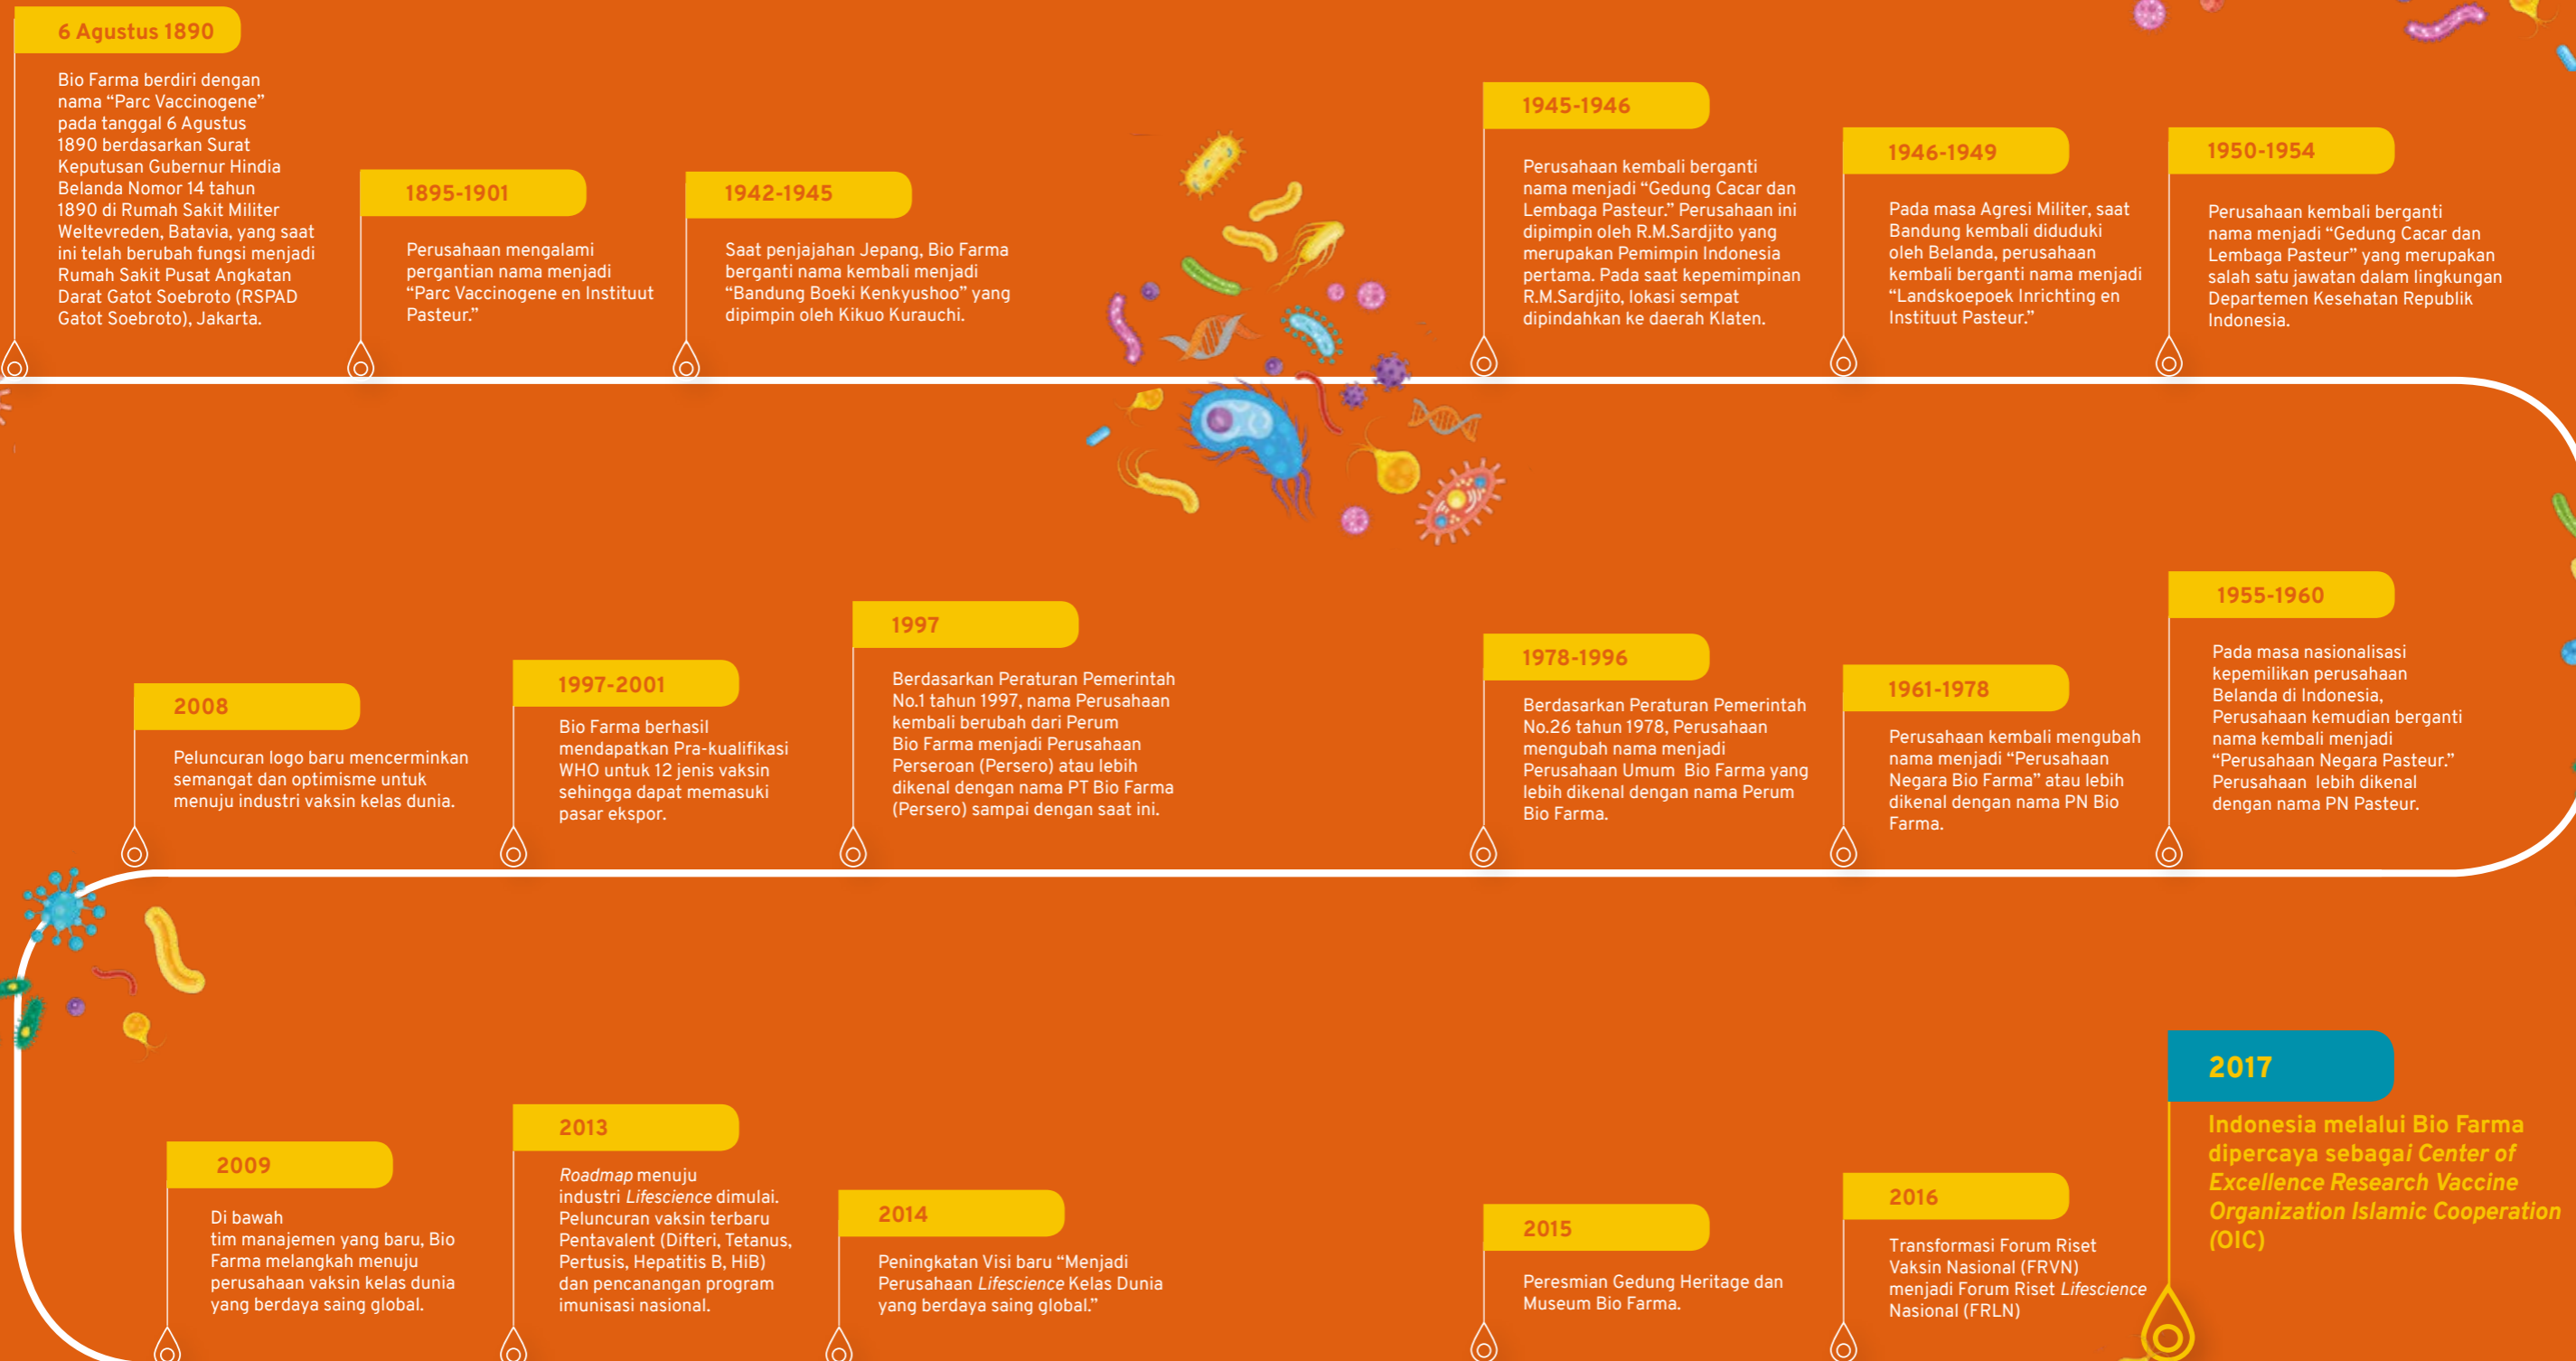 6 Agustus 1890
Bio Farma berdiri dengan
nama “Parc Vaccinogene”
pada tanggal 6 Agustus
1890 berdasarkan Surat
Keputusan Gubernur Hindia
Belanda Nomor 14 tahun
1890 di Rumah Sakit Militer
Weltevreden, Batavia, yang saat
ini telah berubah fungsi menjadi
Rumah Sakit Pusat Angkatan
Darat Gatot Soebroto (RSPAD
Gatot Soebroto), Jakarta.
1895-1901
Perusahaan mengalami
pergantian nama menjadi
“Parc Vaccinogene en Instituut
Pasteur.”
1942-1945
Saat penjajahan Jepang, Bio Farma
berganti nama kembali menjadi
“Bandung Boeki Kenkyushoo” yang
dipimpin oleh Kikuo Kurauchi.
1945-1946
Perusahaan kembali berganti
nama menjadi “Gedung Cacar dan
Lembaga Pasteur.” Perusahaan ini
dipimpin oleh R.M.Sardjito yang
merupakan Pemimpin Indonesia
pertama. Pada saat kepemimpinan
R.M.Sardjito, lokasi sempat
dipindahkan ke daerah Klaten.
1946-1949
Pada masa Agresi Militer, saat
Bandung kembali diduduki
oleh Belanda, perusahaan
kembali berganti nama menjadi
“Landskoepoek Inrichting en
Instituut Pasteur.”
1950-1954
Perusahaan kembali berganti
nama menjadi “Gedung Cacar dan
Lembaga Pasteur” yang merupakan
salah satu jawatan dalam lingkungan
Departemen Kesehatan Republik
Indonesia.
1955-1960
Pada masa nasionalisasi
kepemilikan perusahaan
Belanda di Indonesia,
Perusahaan kemudian berganti
nama kembali menjadi
“Perusahaan Negara Pasteur.”
Perusahaan lebih dikenal
dengan nama PN Pasteur.
1961-1978
Perusahaan kembali mengubah
nama menjadi “Perusahaan
Negara Bio Farma” atau lebih
dikenal dengan nama PN Bio
Farma.
1978-1996
Berdasarkan Peraturan Pemerintah
No.26 tahun 1978, Perusahaan
mengubah nama menjadi
Perusahaan Umum Bio Farma yang
lebih dikenal dengan nama Perum
Bio Farma.
1997
Berdasarkan Peraturan Pemerintah
No.1 tahun 1997, nama Perusahaan
kembali berubah dari Perum
Bio Farma menjadi Perusahaan
Perseroan (Persero) atau lebih
dikenal dengan nama PT Bio Farma
(Persero) sampai dengan saat ini.
1997-2001
Bio Farma berhasil
mendapatkan Pra-kualifikasi
WHO untuk 12 jenis vaksin
sehingga dapat memasuki
pasar ekspor.
2008
Peluncuran logo baru mencerminkan
semangat dan optimisme untuk
menuju industri vaksin kelas dunia.
2009
Di bawah
tim manajemen yang baru, Bio
Farma melangkah menuju
perusahaan vaksin kelas dunia
yang berdaya saing global.
2013
Roadmap menuju
industri Lifescience dimulai.
Peluncuran vaksin terbaru
Pentavalent (Difteri, Tetanus,
Pertusis, Hepatitis B, HiB)
dan pencanangan program
imunisasi nasional.
2014
Peningkatan Visi baru “Menjadi
Perusahaan Lifescience Kelas Dunia
yang berdaya saing global.”
2015
Peresmian Gedung Heritage dan
Museum Bio Farma.
2016
Transformasi Forum Riset
Vaksin Nasional (FRVN)
menjadi Forum Riset Lifescience
Nasional (FRLN)
2017
Indonesia melalui Bio Farma
dipercaya sebagai Center of
Excellence Research Vaccine
Organization Islamic Cooperation
(OIC)